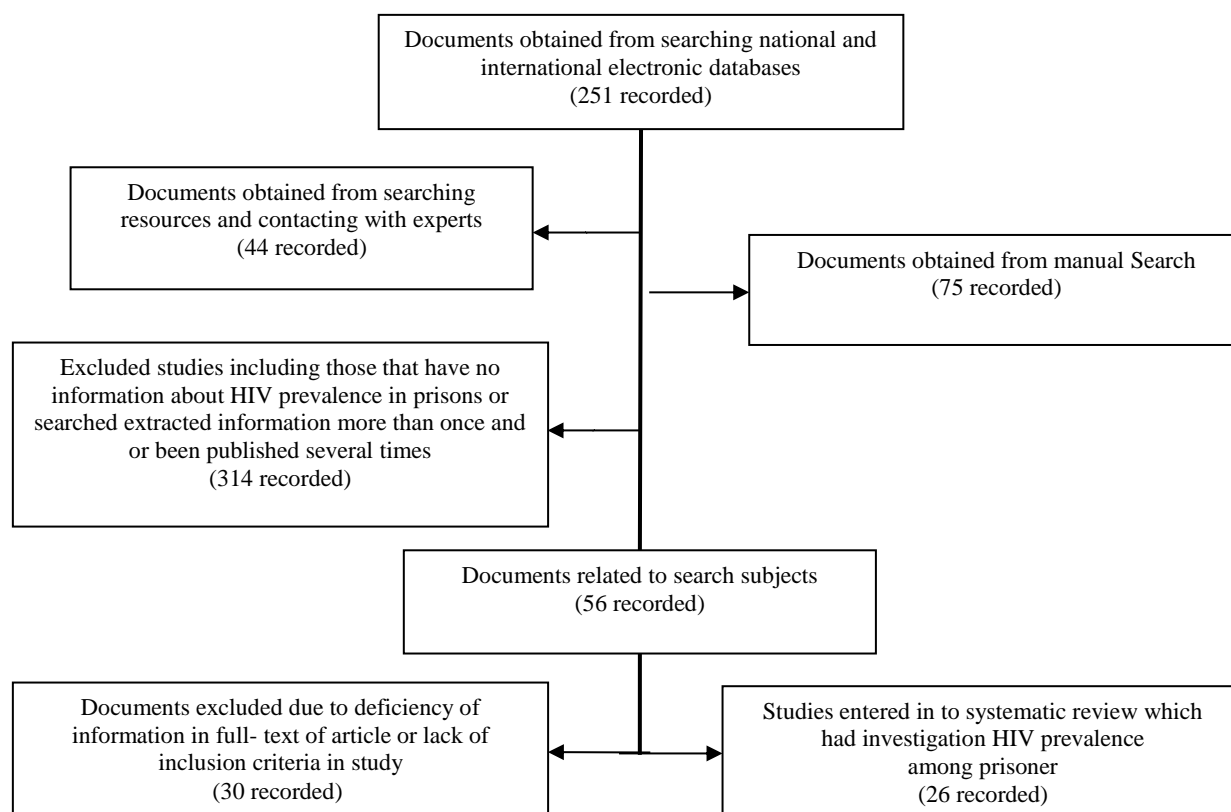 Documents obtained from searching national and
international electronic databases
(251 recorded)
Documents obtained from searching
resources and contacting with experts
(44 recorded)
Documents obtained from manual Search
(75 recorded)
Excluded studies including those that have no
information about HIV prevalence in prisons or
searched extracted information more than once and
or been published several times
(314 recorded)
Documents related to search subjects
(56 recorded)
Documents excluded due to deficiency of
information in full- text of article or lack of
inclusion criteria in study
(30 recorded)
Studies entered in to systematic review which
had investigation HIV prevalence
among prisoner
(26 recorded)